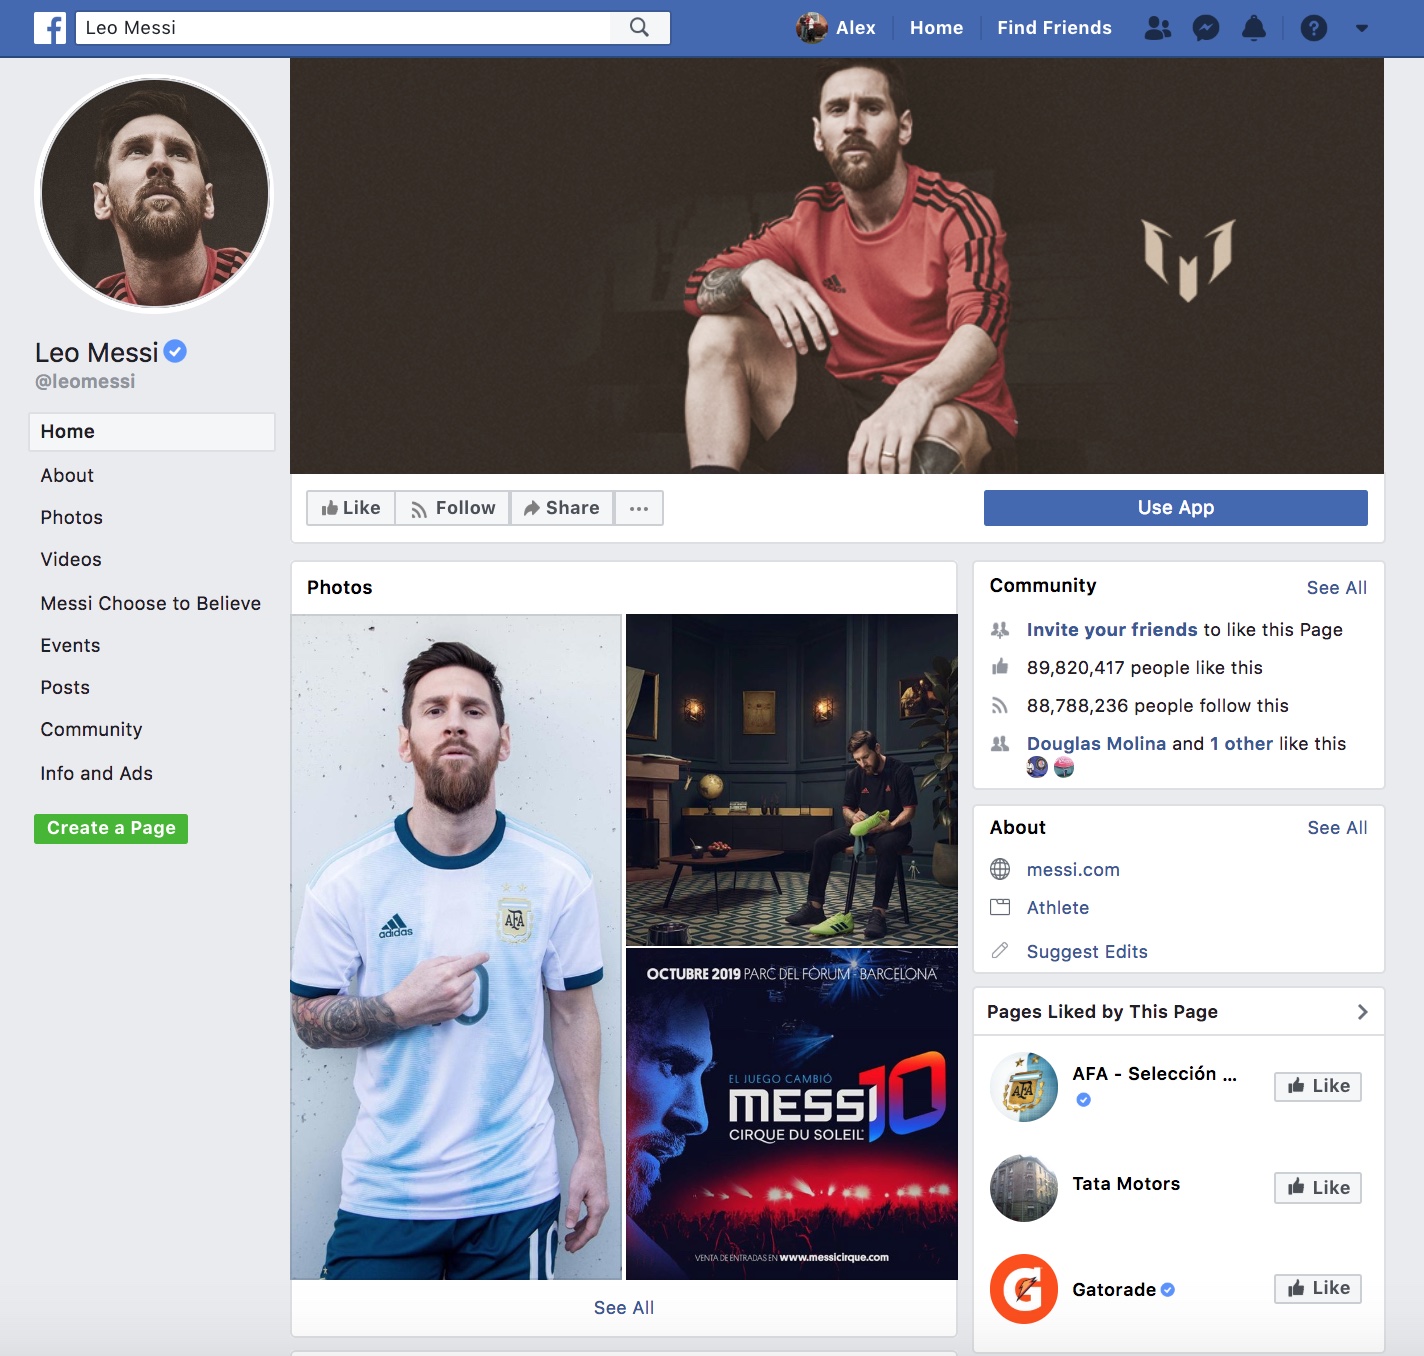 Leo Messi
Alex
Home
Find Friends
Leo Messi
@leomessi
Home
About
Photos
Videos
Messi Choose to Believe
Events
Posts
Community
Info and Ads
Create a Page
Like
Follow
Share
...
Use App
Photos
adidas
AFA
10
10
OCTUBRE 2019 PARC DEL FÒRUM - BARCELONA
EL JUEGO CAMBIÓ
MESSI10
CIRQUE DU SOLEIL
VENTA DE ENTRADAS EN www.messicirque.com
See All
Community
See All
Invite your friends to like this Page
89,820,417 people like this
88,788,236 people follow this
Douglas Molina and 1 other like this
About
See All
messi.com
Athlete
Suggest Edits
Pages Liked by This Page
AFA
AFA - Selección ...
Like
Tata Motors
Like
G
Gatorade
Like